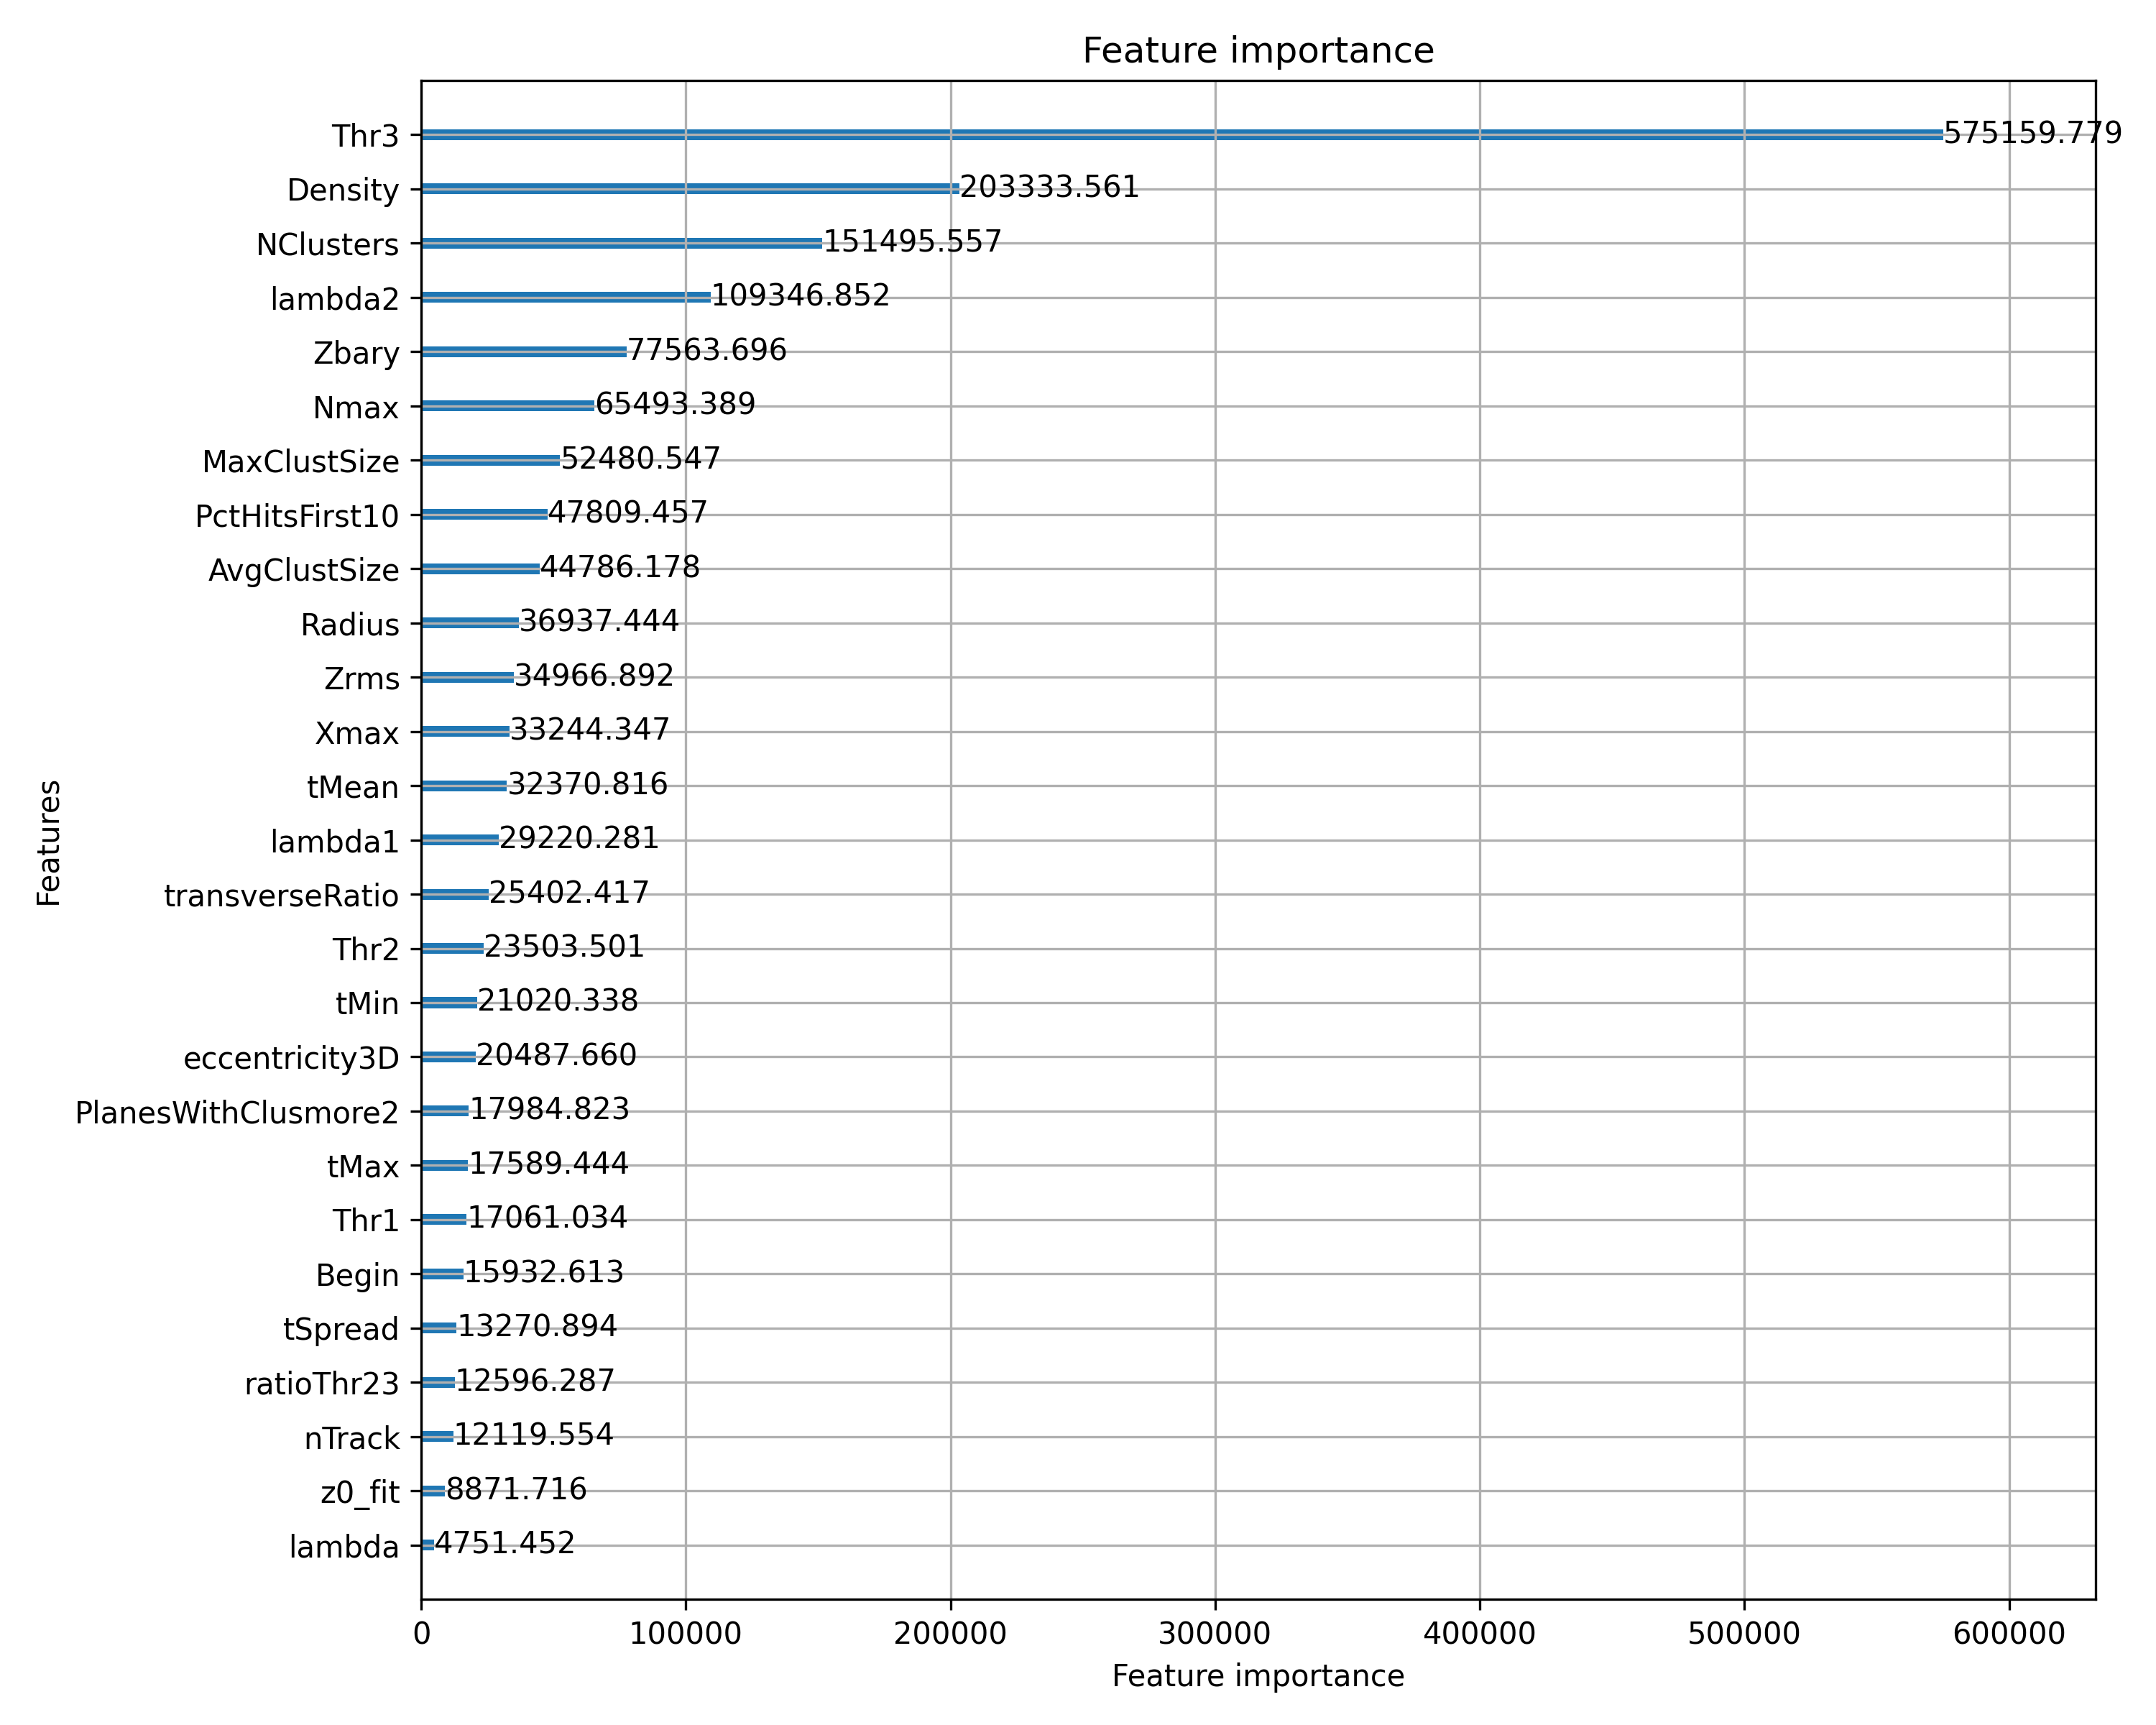 Feature importance
Thr3 575159.779
Density 203333.561
NClusters 151495.557
lambda2 109346.852
Zbary 77563.696
Nmax 65493.389
MaxClustSize 52480.547
PctHitsFirst10 47809.457
AvgClustSize 44786.178
Radius 36937.444
Zrms 34966.892
Xmax 33244.347
tMean 32370.816
lambda1 29220.281
transverseRatio 25402.417
Thr2 23503.501
tMin 21020.338
eccentricity3D 20487.660
PlanesWithClusmore2 17984.823
tMax 17589.444
Thr1 17061.034
Begin 15932.613
tSpread 13270.894
ratioThr23 12596.287
nTrack 12119.554
z0_fit 8871.716
lambda 4751.452
Features
0 100000 200000 300000 400000 500000 600000
Feature importance